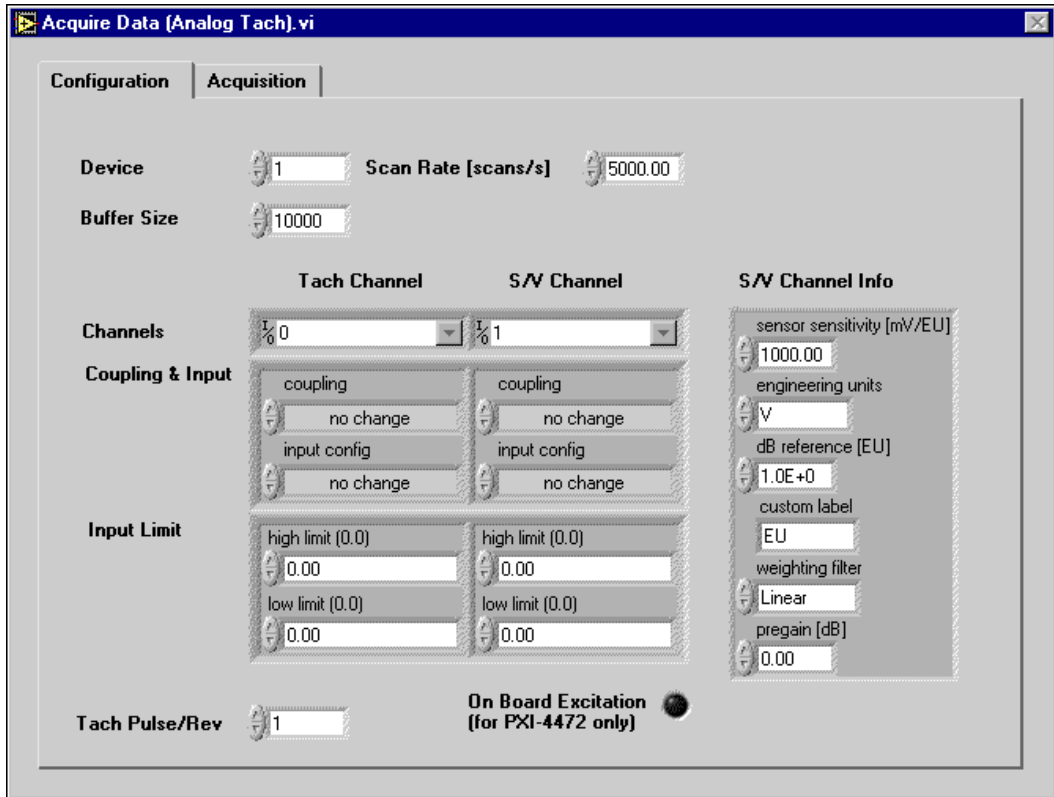 Acquire Data (Analog Tach).vi
Configuration
Acquisition
Device
1
Scan Rate [scans/s]
5000.00
Buffer Size
10000
Tach Channel
S/V Channel
S/V Channel Info
Channels
I/O 0
I/O 1
Coupling & Input
coupling
no change
input config
no change
coupling
no change
input config
no change
Input Limit
high limit (0.0)
0.00
low limit (0.0)
0.00
high limit (0.0)
0.00
low limit (0.0)
0.00
sensor sensitivity [mV/EU]
1000.00
engineering units
V
dB reference [EU]
1.0E+0
custom label
EU
weighting filter
Linear
pregain [dB]
0.00
Tach Pulse/Rev
1
On Board Excitation
(for PXI-4472 only)